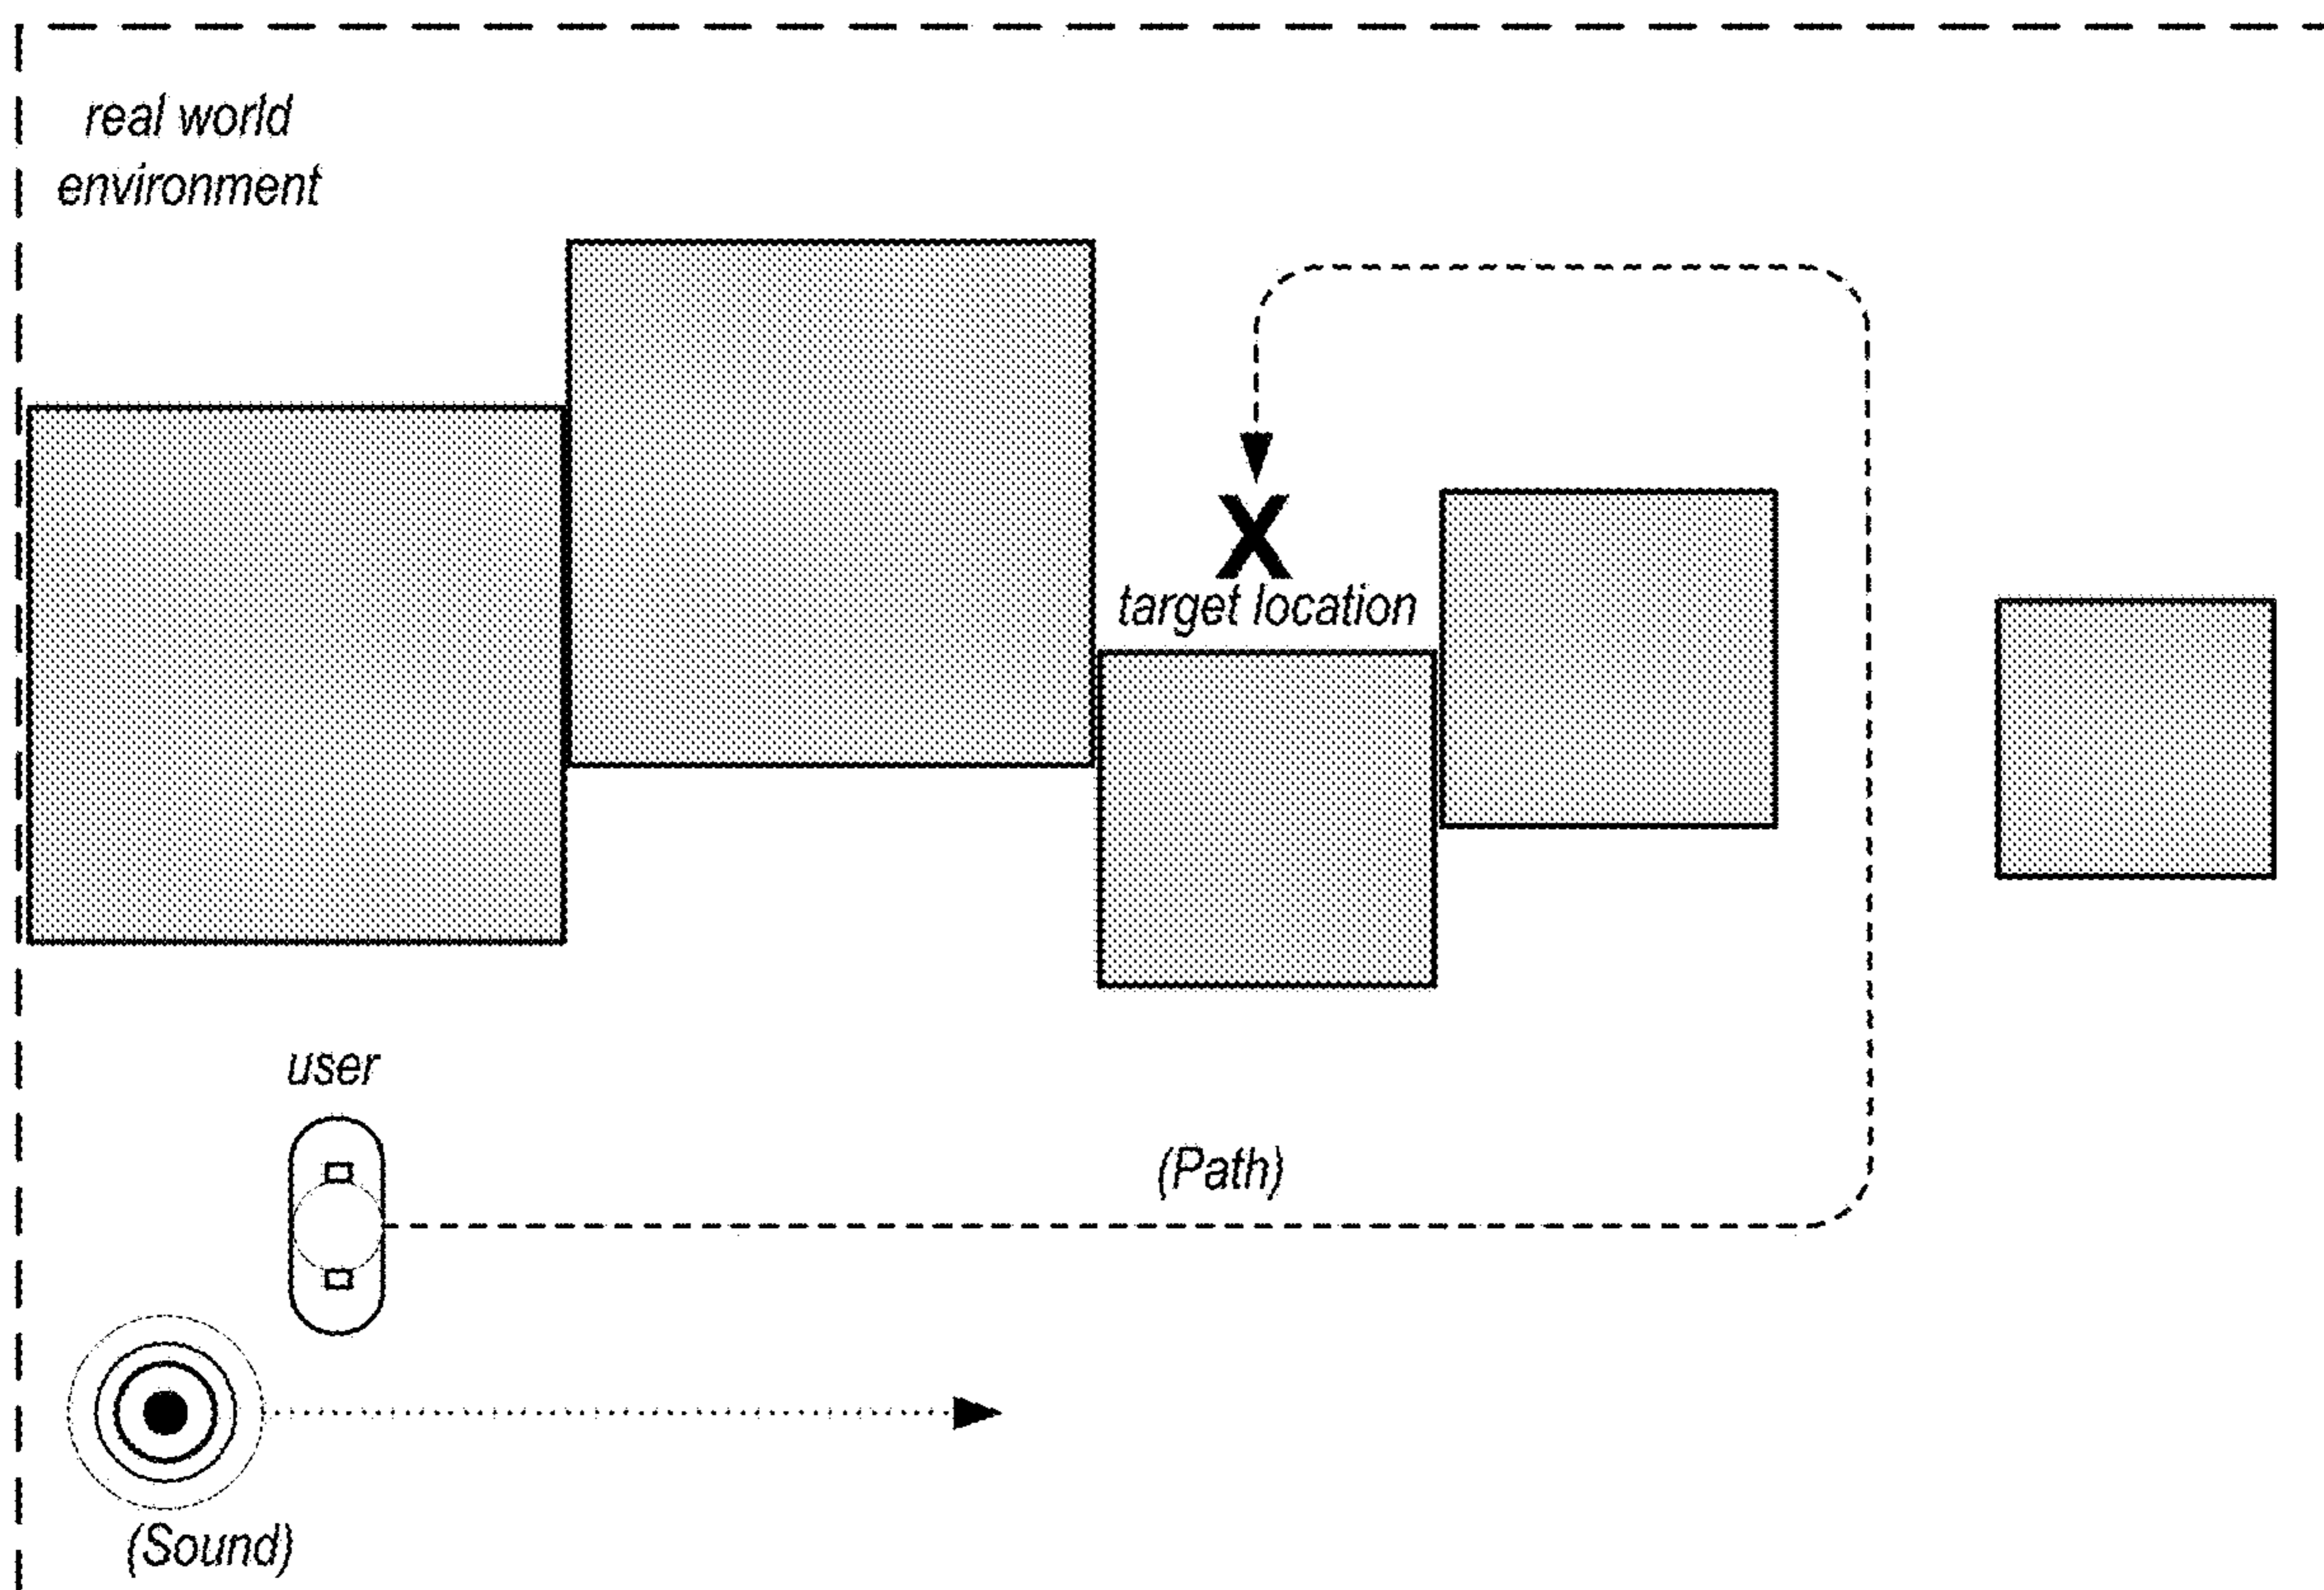 real world
environment
X
target location
user
(Path)
(Sound)